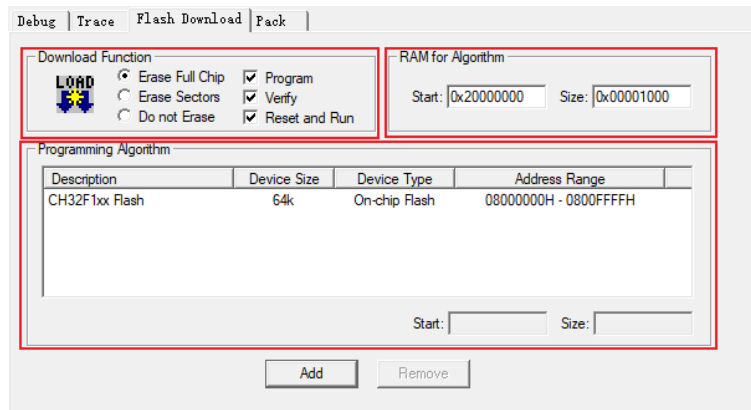 Debug Trace Flash Download Pack
Download Function
LOAD
Erase Full Chip
Erase Sectors
Do not Erase
Program
Verify
Reset and Run
RAM for Algorithm
Start: 0x20000000 Size: 0x00001000
Programming Algorithm
Description Device Size Device Type Address Range
CH32F1xx Flash 64k On-chip Flash 08000000H - 0800FFFFH
Start: Size:
Add Remove